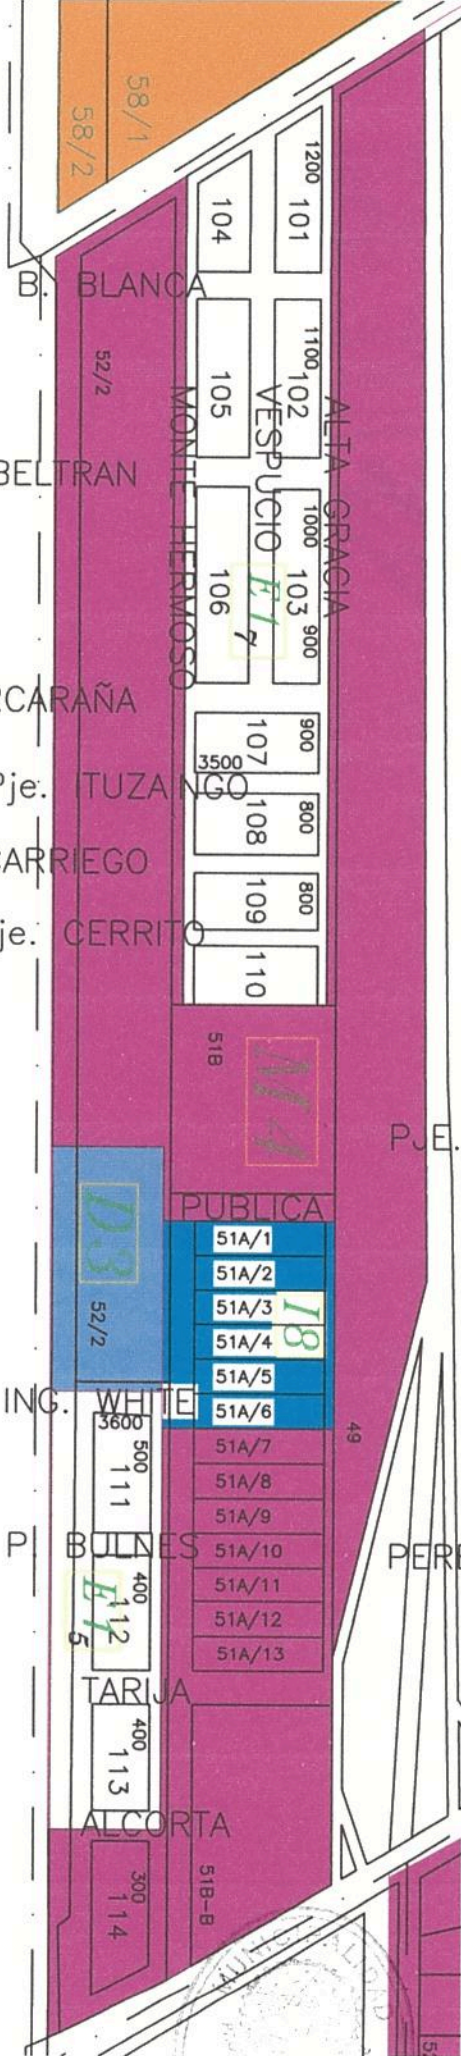 58/1
58/2
1200
101
104
B. BLANCA
52/2
1100
102
105
ALTA GRACIA
VESPUCIO
MONTE HERMOSO
BELTRAN
1000
103
900
E1
7
106
CARAÑA
900
107
3500
Pje. ITUZAINGO
108
800
CARRIEGO
109
800
je. CERRITO
110
51B
A14
PJE.
PUBLICA
D3
52/2
51A/1
51A/2
51A/3
51A/4
I8
51A/5
51A/6
ING. WHITE
3600
51A/7
49
500
111
51A/8
51A/9
P. BULNES
51A/10
PERE
400
112
E1
5
51A/11
51A/12
51A/13
TARIJA
400
113
ALCORTA
300
114
51B-B
MUNICIPALIDAD
52